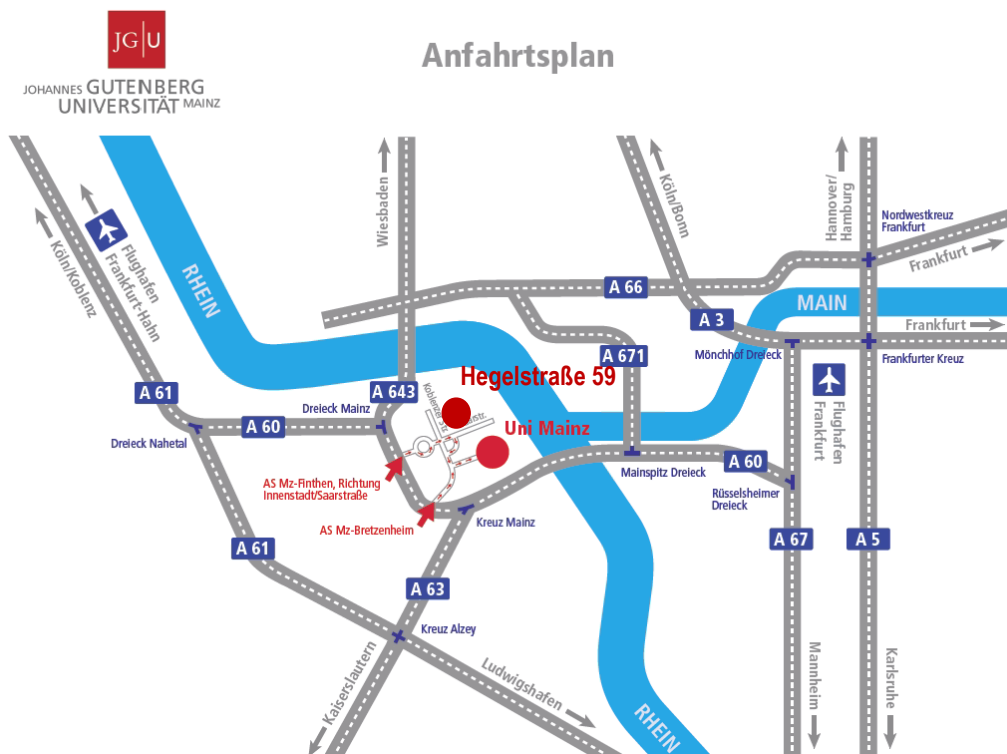 JG|U
JOHANNES GUTENBERG
UNIVERSITÄT MAINZ
Anfahrtsplan
Köln/Koblenz
Flughafen
Frankfurt-Hahn
RHEIN
Wiesbaden
Köln/Bonn
Hannover/
Hamburg
Nordwestkreuz
Frankfurt
Frankfurt
A 66
MAIN
A 3
Frankfurt
A 671
Mönchhof Dreieck
Frankfurter Kreuz
A 61
A 643
Hegelstraße 59
Flughafen
Frankfurt
Dreieck Mainz
Koblenzer Str.
A 60
Uni Mainz
Dreieck Nahetal
Mainspitz Dreieck
A 60
AS Mz-Finthen, Richtung
Innenstadt/Saarstraße
Rüsselsheimer
Dreieck
AS Mz-Bretzenheim
Kreuz Mainz
A 61
A 67
A 5
A 63
Kreuz Alzey
Kaiserslautern
Ludwigshafen
RHEIN
Mannheim
Karlsruhe